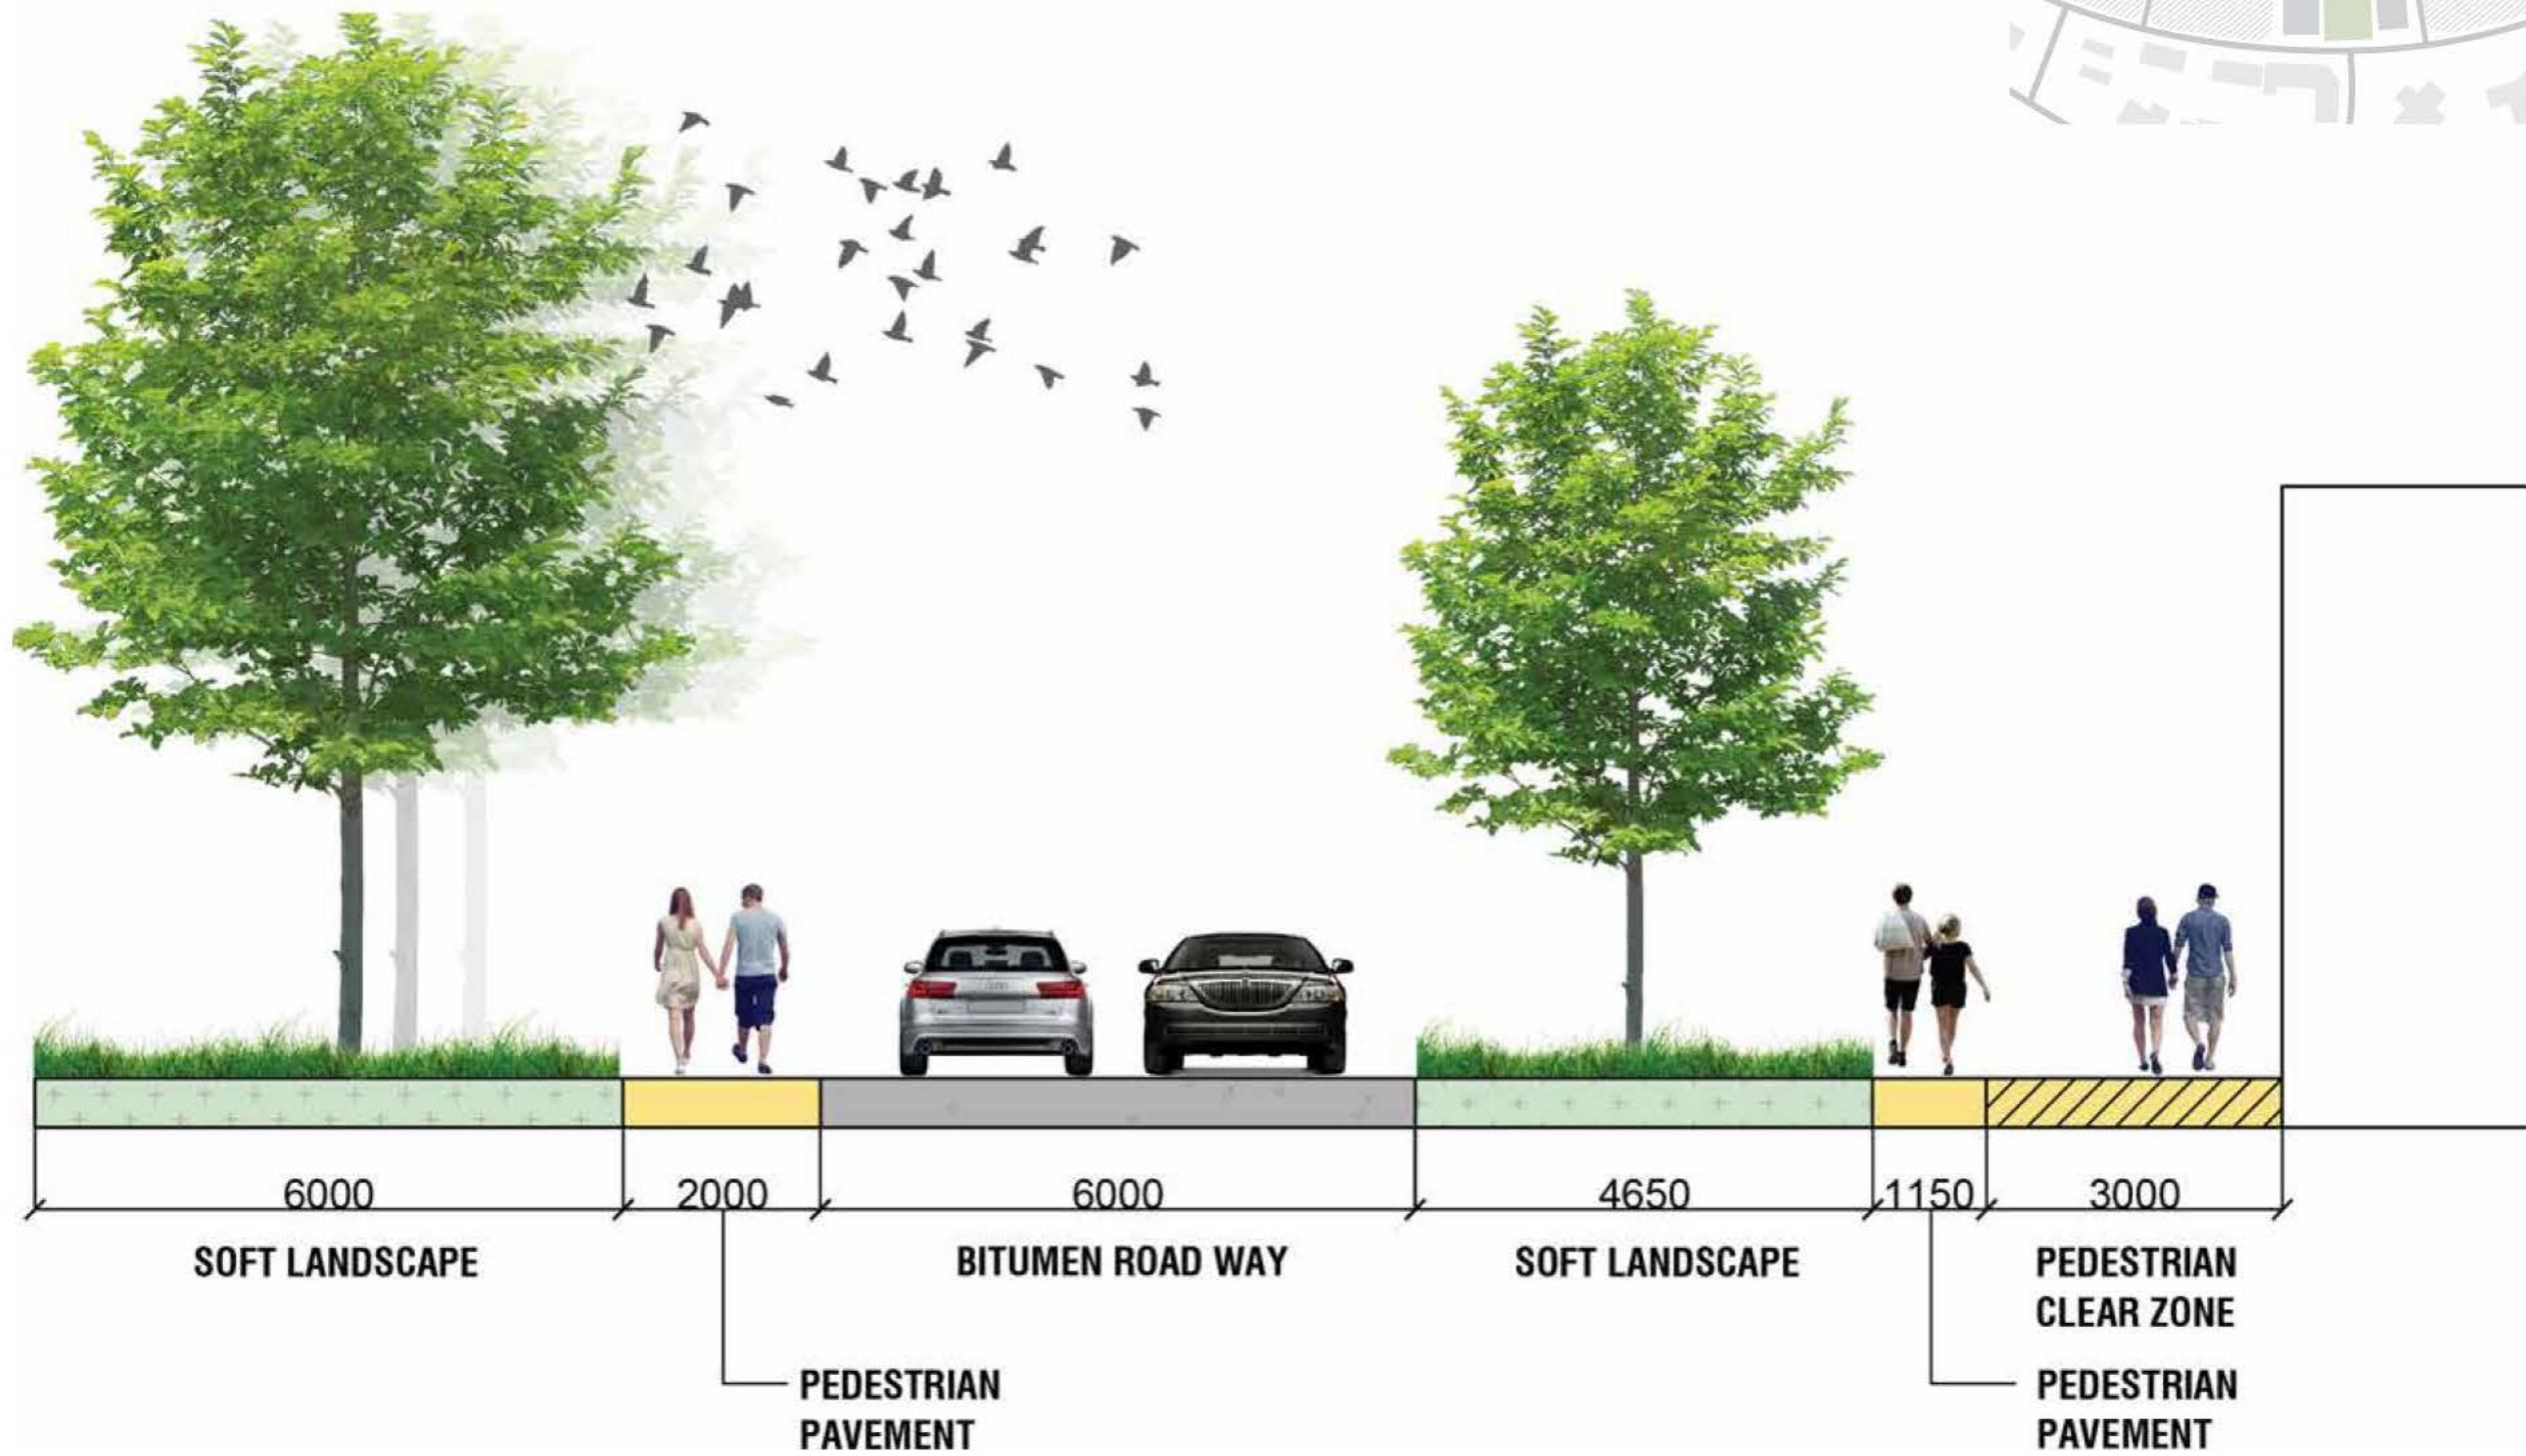 6000
2000
6000
4650
1150
3000
SOFT LANDSCAPE
BITUMEN ROAD WAY
SOFT LANDSCAPE
PEDESTRIAN
CLEAR ZONE
PEDESTRIAN
PAVEMENT
PEDESTRIAN
PAVEMENT